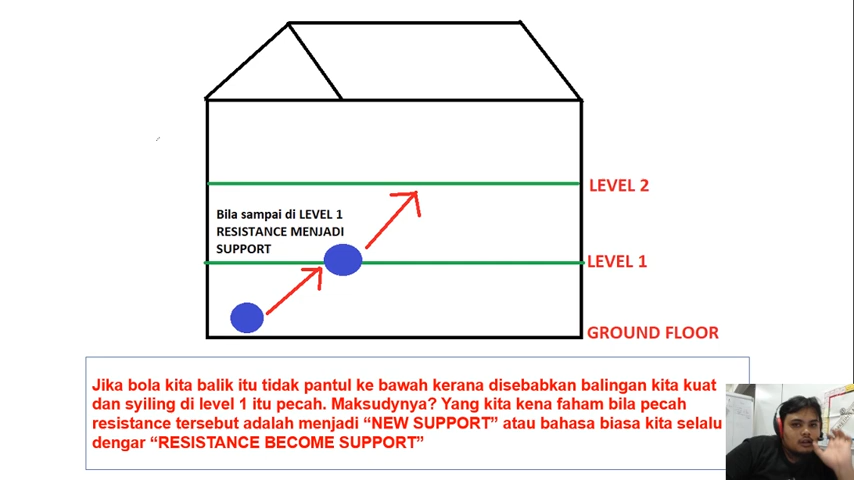 LEVEL 2
Bila sampai di LEVEL 1
RESISTANCE MENJADI
SUPPORT
LEVEL 1
GROUND FLOOR
Jika bola kita balik itu tidak pantul ke bawah kerana disebabkan balingan kita kuat
dan syiling di level 1 itu pecah. Maksudynya? Yang kita kena faham bila pecah
resistance tersebut adalah menjadi “NEW SUPPORT” atau bahasa biasa kita selalu
dengar “RESISTANCE BECOME SUPPORT”